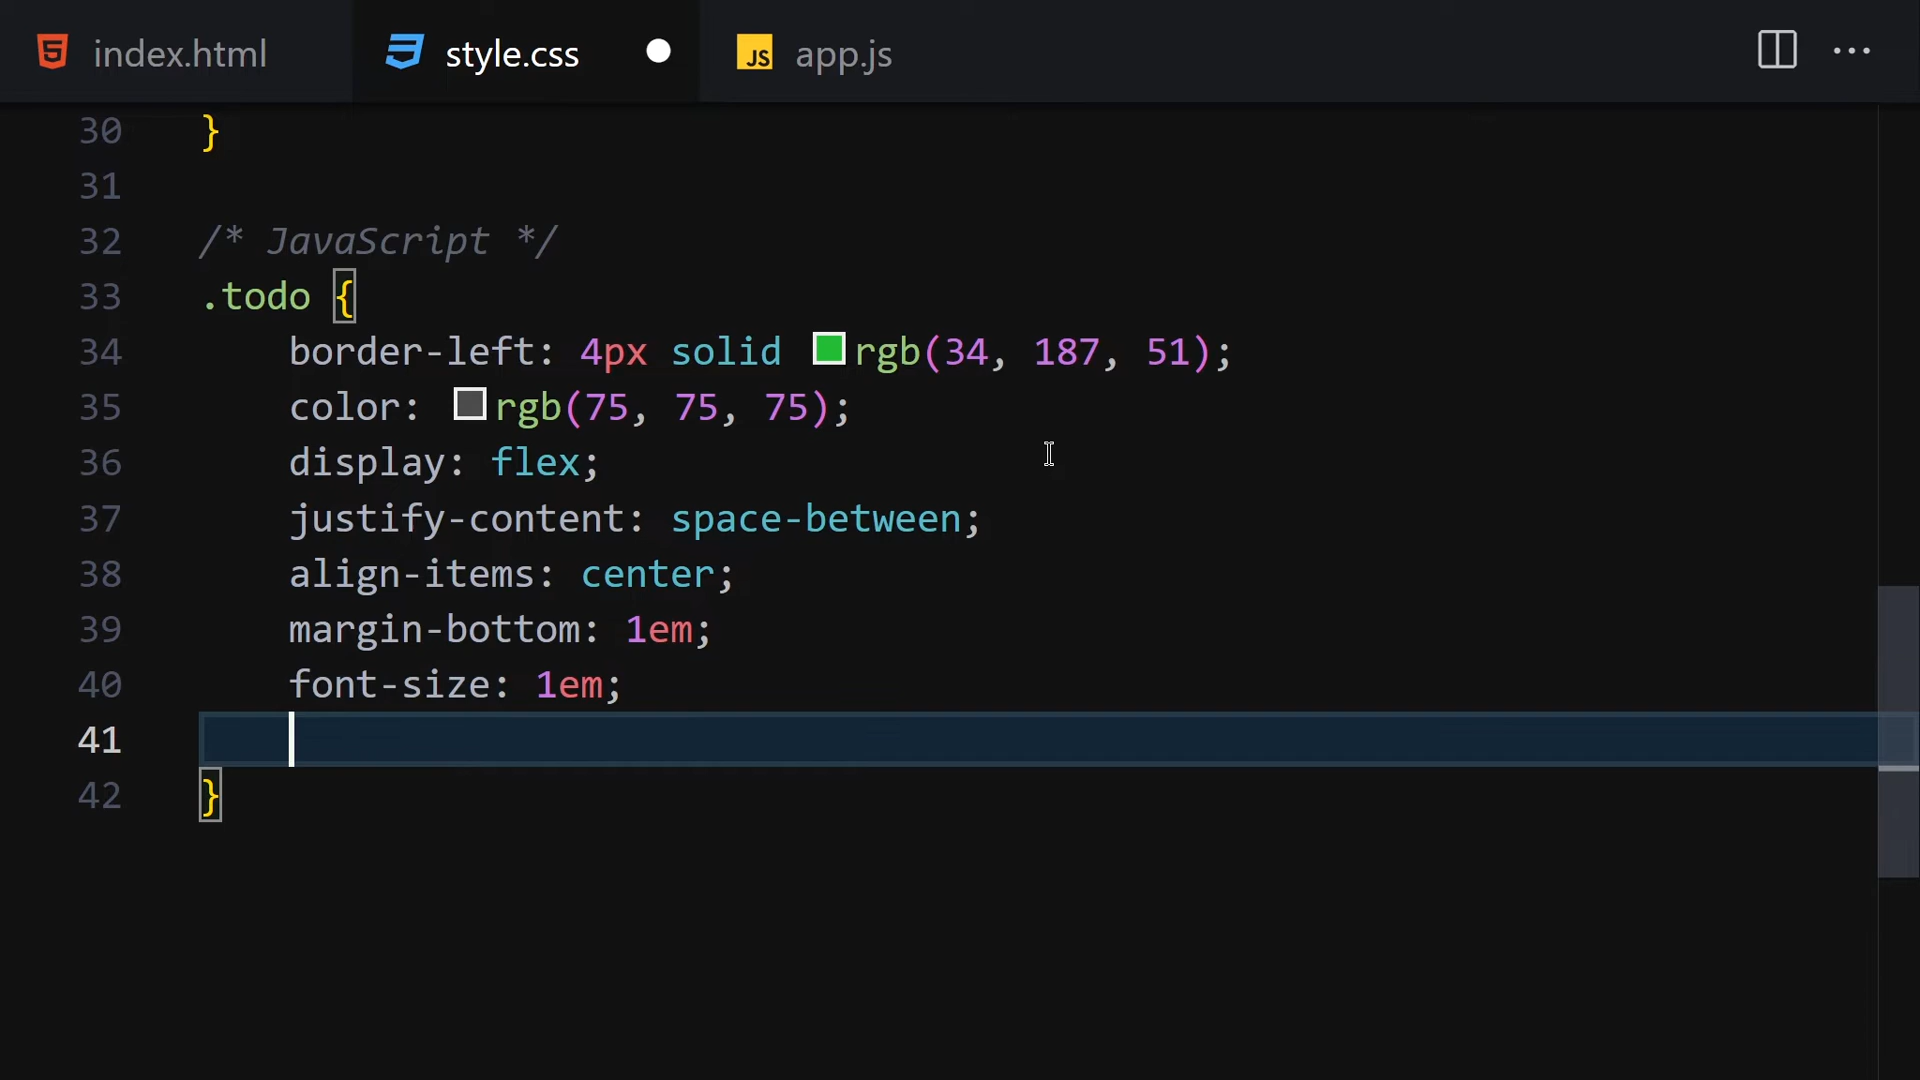 index.html style.css JS app.js
30 }
31
32 /* JavaScript */
33 .todo {
34 border-left: 4px solid rgb(34, 187, 51);
35 color: rgb(75, 75, 75);
36 display: flex;
37 justify-content: space-between;
38 align-items: center;
39 margin-bottom: 1em;
40 font-size: 1em;
41
42 }